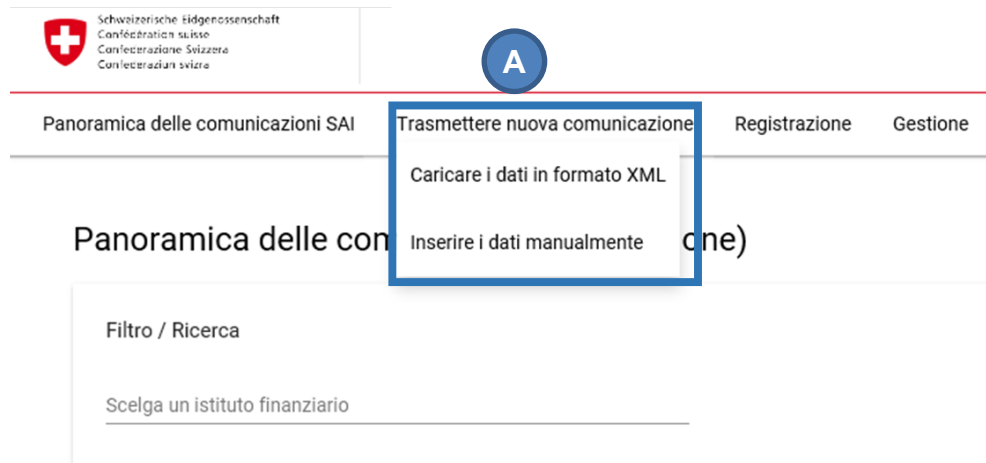 Schweizerische Eidgenossenschaft
Confédération suisse
Confederazione Svizzera
Confederaziun svizra
A
Panoramica delle comunicazioni SAI Trasmettere nuova comunicazione Registrazione Gestione
Caricare i dati in formato XML
Panoramica delle com ne)
Inserire i dati manualmente
Filtro / Ricerca
Scelga un istituto finanziario